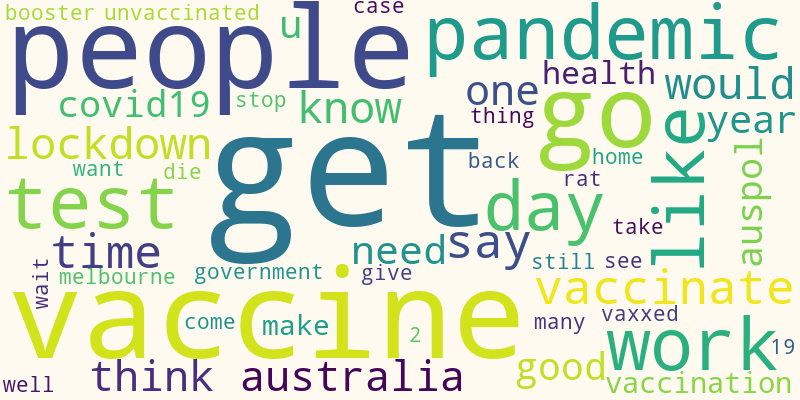 booster unvaccinated
case
people
u
pandemic
covid19
stop
know
one
health
would
thing
go
year
lockdown
want
die
get
back
home
like
auspol
test
rat
day
take
time
need
say
still
see
wait
melbourne
government
give
vaccine
vaccinate
come
make
2
many
vaxxed
work
19
well
think
australia
good
vaccination